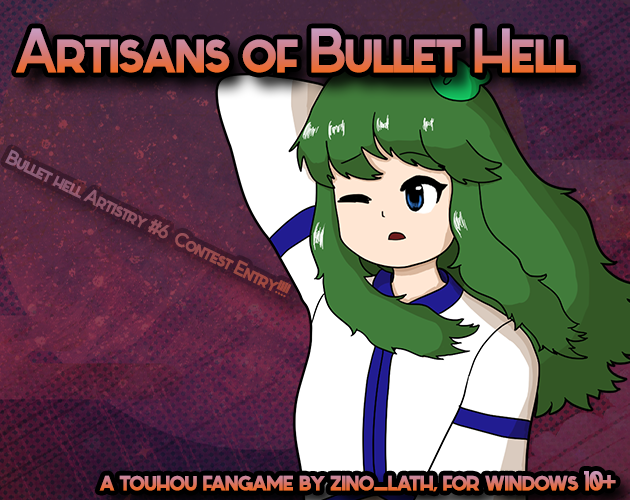 Artisans of Bullet Hell
Bullet hell Artistry #6 Contest Entry!!!!
a touhou fangame by zino_lath, for windows 10+